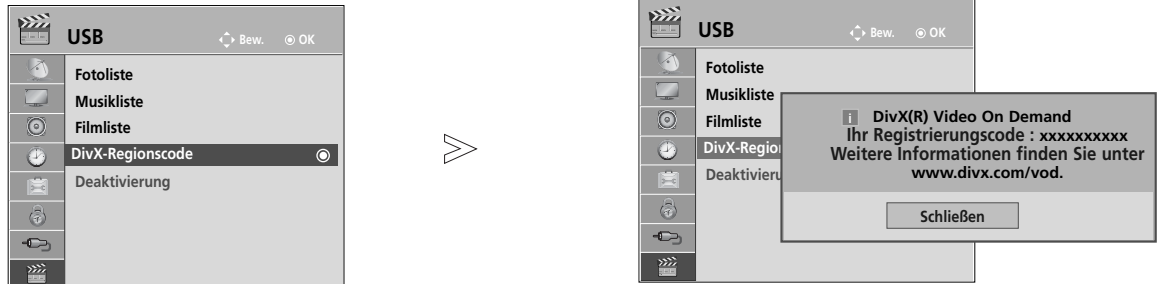 USB
Bew. OK
Fotoliste
Musikliste
Filmliste
DivX-Regionscode
Deaktivierung
USB
Bew. OK
Fotoliste
Musikliste
Filmliste
DivX-Regio
Deaktivieru
i DivX(R) Video On Demand
Ihr Registrierungscode : xxxxxxxxxx
Weitere Informationen finden Sie unter
www.divx.com/vod.
Schließen